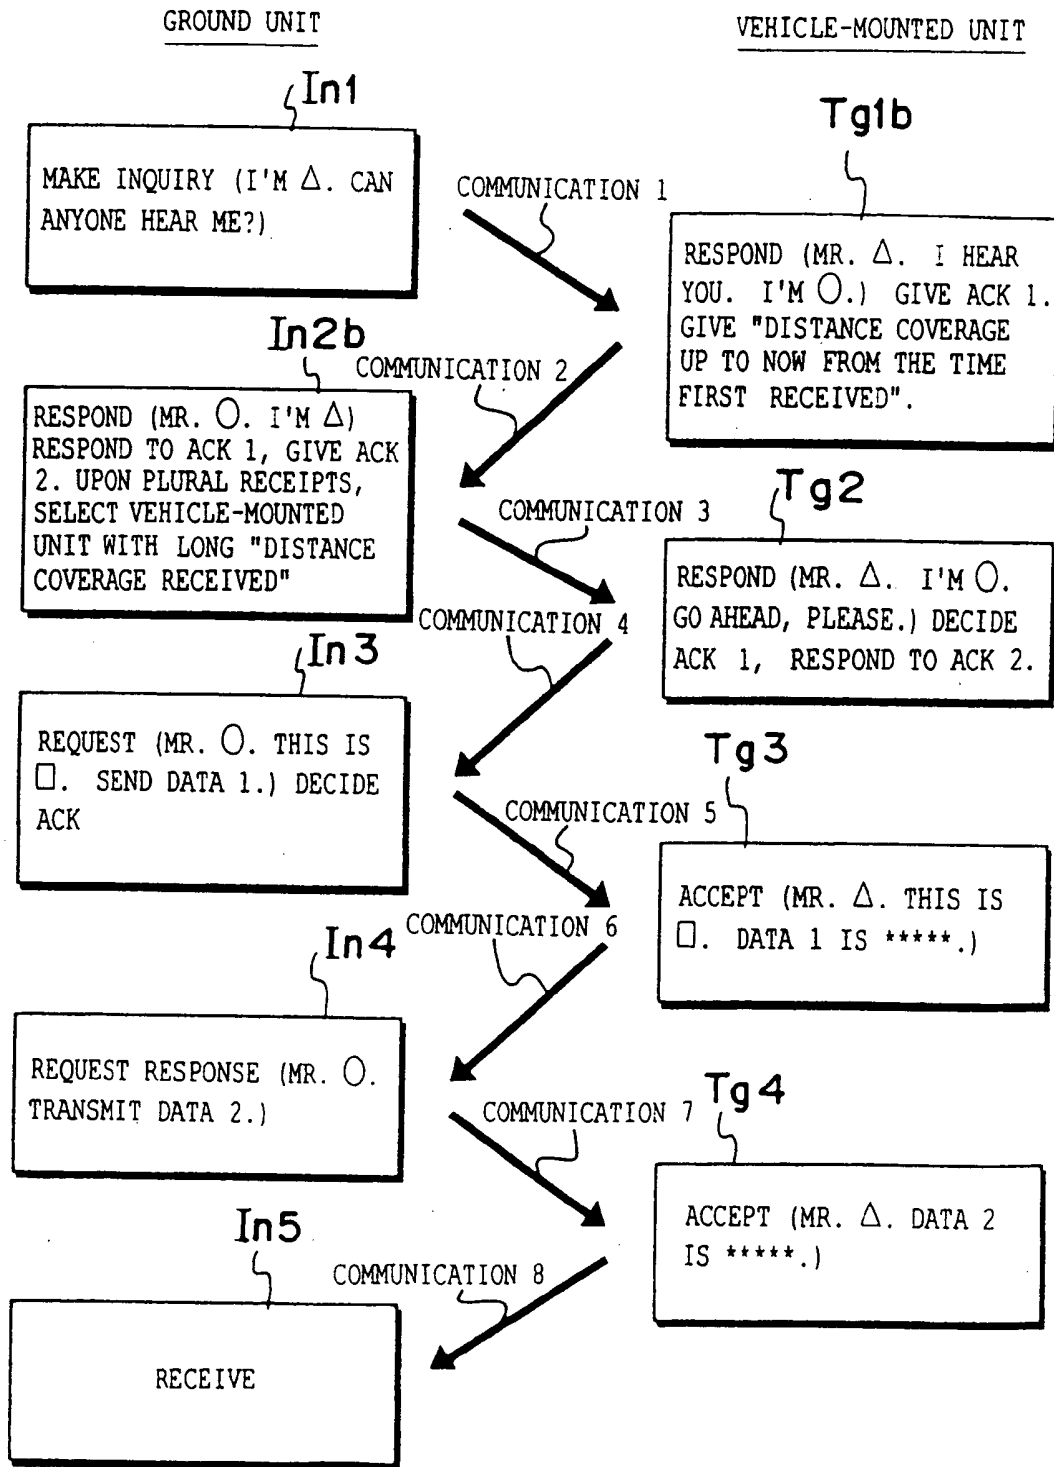 GROUND UNIT
VEHICLE-MOUNTED UNIT
In1
MAKE INQUIRY (I'M △. CAN
ANYONE HEAR ME?)
COMMUNICATION 1
Tg1b
RESPOND (MR. △. I HEAR
YOU. I'M ○.) GIVE ACK 1.
GIVE "DISTANCE COVERAGE
UP TO NOW FROM THE TIME
FIRST RECEIVED".
COMMUNICATION 2
In2b
RESPOND (MR. ○. I'M △)
RESPOND TO ACK 1, GIVE ACK
2. UPON PLURAL RECEIPTS,
SELECT VEHICLE-MOUNTED
UNIT WITH LONG "DISTANCE
COVERAGE RECEIVED"
COMMUNICATION 3
Tg2
RESPOND (MR. △. I'M ○.
GO AHEAD, PLEASE.) DECIDE
ACK 1, RESPOND TO ACK 2.
COMMUNICATION 4
In3
REQUEST (MR. ○. THIS IS
□. SEND DATA 1.) DECIDE
ACK
COMMUNICATION 5
Tg3
ACCEPT (MR. △. THIS IS
□. DATA 1 IS *****.)
COMMUNICATION 6
In4
REQUEST RESPONSE (MR. ○.
TRANSMIT DATA 2.)
COMMUNICATION 7
Tg4
ACCEPT (MR. △. DATA 2
IS *****.)
COMMUNICATION 8
In5
RECEIVE